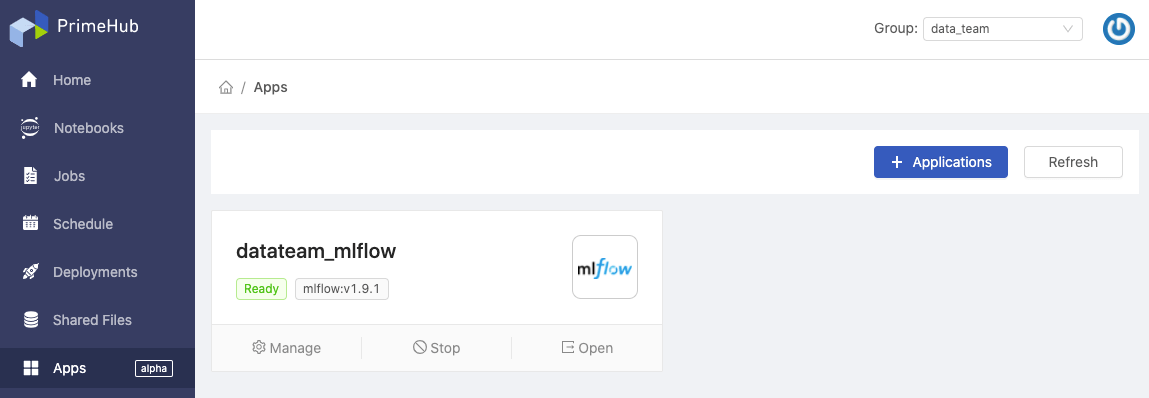 PrimeHub
Group: data_team
Home
/ Apps
Notebooks
+ Applications
Refresh
Jobs
Schedule
datateam_mlflow
mlflow
Deployments
Ready
mlflow:v1.9.1
Shared Files
Manage
Stop
Open
Apps
alpha
jupyter